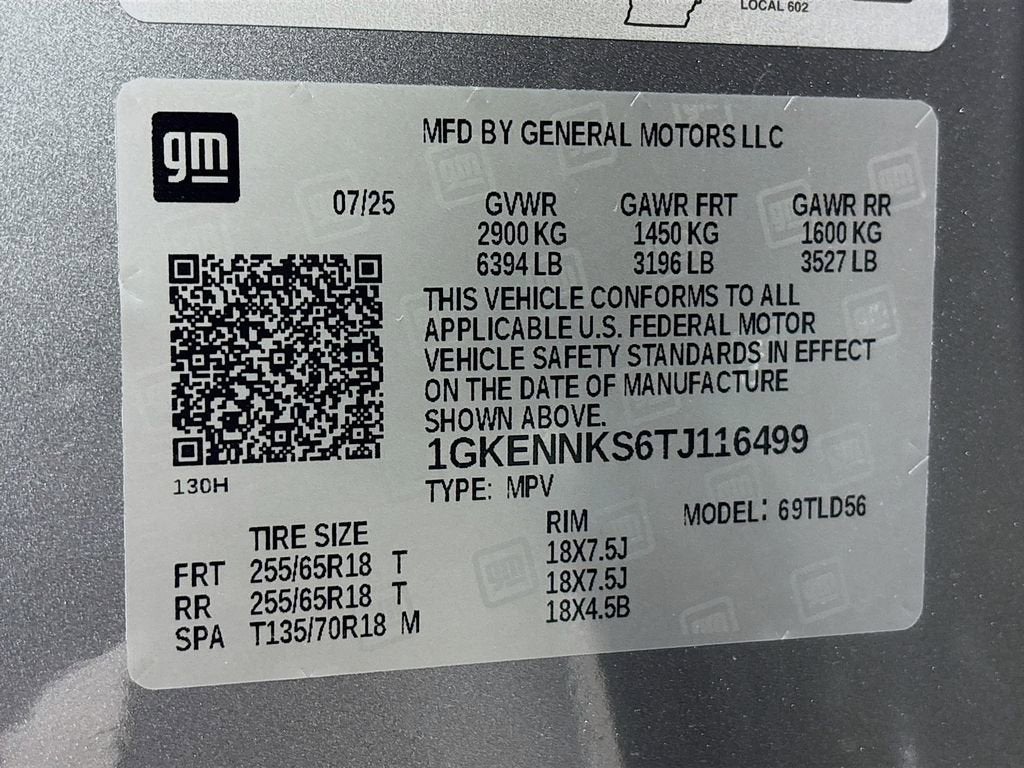 LOCAL 602
gm
MFD BY GENERAL MOTORS LLC
07/25 GVWR GAWR FRT GAWR RR
2900 KG 1450 KG 1600 KG
6394 LB 3196 LB 3527 LB
THIS VEHICLE CONFORMS TO ALL
APPLICABLE U.S. FEDERAL MOTOR
VEHICLE SAFETY STANDARDS IN EFFECT
ON THE DATE OF MANUFACTURE
SHOWN ABOVE.
1GKENNKS6TJ116499
130H
TYPE: MPV
MODEL: 69TLD56
TIRE SIZE RIM
FRT 255/65R18 T 18X7.5J
RR 255/65R18 T 18X7.5J
SPA T135/70R18 M 18X4.5B